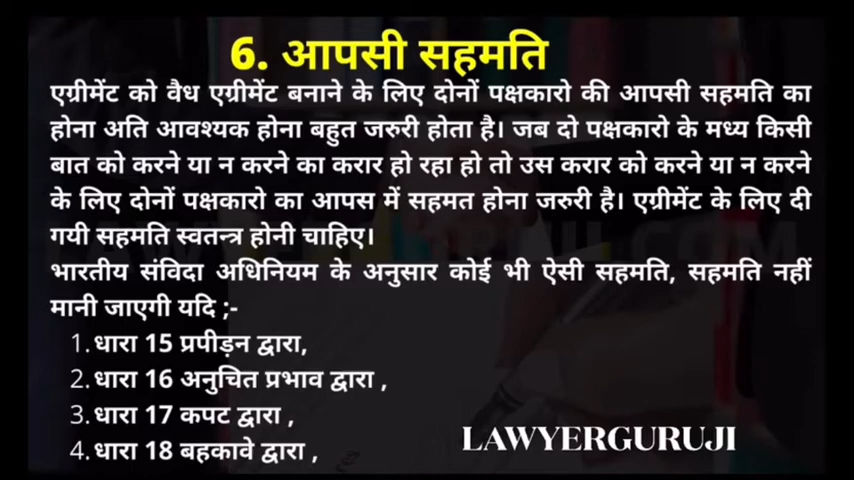 6. आपसी सहमति
एग्रीमेंट को वैध एग्रीमेंट बनाने के लिए दोनों पक्षकारो की आपसी सहमति का
होना अति आवश्यक होना बहुत जरुरी होता है। जब दो पक्षकारो के मध्य किसी
बात को करने या न करने का करार हो रहा हो तो उस करार को करने या न करने
के लिए दोनों पक्षकारो का आपस में सहमत होना जरुरी है। एग्रीमेंट के लिए दी
गयी सहमति स्वतन्त्र होनी चाहिए।
भारतीय संविदा अधिनियम के अनुसार कोई भी ऐसी सहमति, सहमति नहीं
मानी जाएगी यदि ;-
1. धारा 15 प्रपीड़न द्वारा,
2. धारा 16 अनुचित प्रभाव द्वारा ,
3. धारा 17 कपट द्वारा ,
4. धारा 18 बहकावे द्वारा ,
LAWYERGURUJI